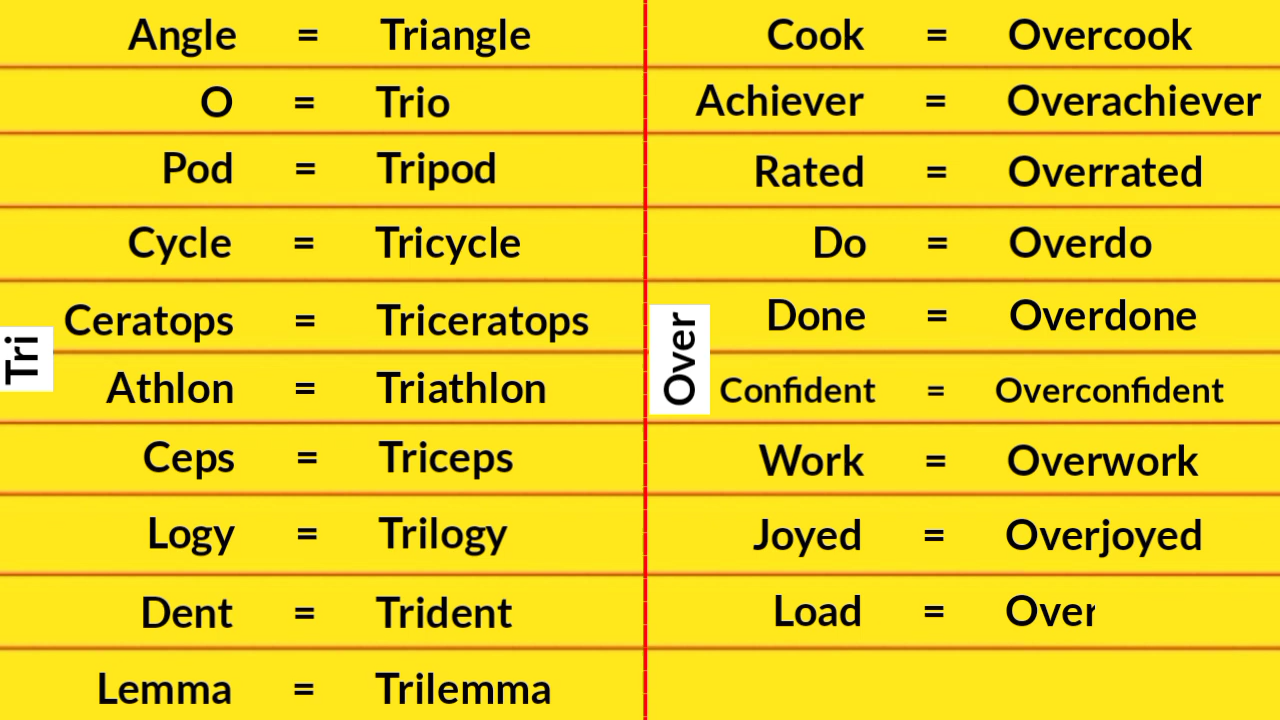 Tri
Angle = Triangle
O = Trio
Pod = Tripod
Cycle = Tricycle
Ceratops = Triceratops
Athlon = Triathlon
Ceps = Triceps
Logy = Trilogy
Dent = Trident
Lemma = Trilemma
Over
Cook = Overcook
Achiever = Overachiever
Rated = Overrated
Do = Overdo
Done = Overdone
Confident = Overconfident
Work = Overwork
Joyed = Overjoyed
Load = Over